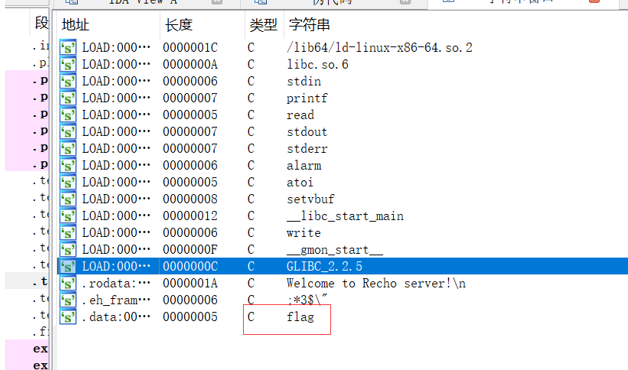 IDA View-A 伪代码 字符串窗口
段 地址 长度 类型 字符串
LOAD:000··· 0000001C C /lib64/ld-linux-x86-64.so.2
LOAD:000··· 0000000A C libc.so.6
LOAD:000··· 00000006 C stdin
LOAD:000··· 00000007 C printf
LOAD:000··· 00000005 C read
LOAD:000··· 00000007 C stdout
LOAD:000··· 00000007 C stderr
LOAD:000··· 00000006 C alarm
LOAD:000··· 00000005 C atoi
LOAD:000··· 00000008 C setvbuf
LOAD:000··· 00000012 C __libc_start_main
LOAD:000··· 00000006 C write
LOAD:000··· 0000000F C __gmon_start__
LOAD:000··· 0000000C C GLIBC_2.2.5
.rodata:··· 0000001A C Welcome to Recho server!\n
.eh_fram··· 00000006 C ;*3$\"
.data:00··· 00000005 C flag